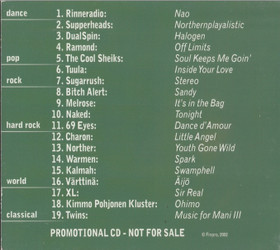 dance 1. Rinneradio: Nao
2. Supperheads: Northernplayalistic
3. DualSpin: Halogen
4. Ramond: Off Limits
pop 5. The Cool Sheiks: Soul Keeps Me Goin'
6. Tuula: Inside Your Love
rock 7. Sugarrush: Stereo
8. Bitch Alert: Sandy
9. Melrose: It's in the Bag
10. Naked: Tonight
hard rock 11. 69 Eyes: Dance d'Amour
12. Charon: Little Angel
13. Norther: Youth Gone Wild
14. Warmen: Spark
15. Kalmah: Swamphell
world 16. Värttinä: Äijö
17. XL: Sir Real
18. Kimmo Pohjonen Kluster: Ohimo
classical 19. Twins: Music for Mani III
PROMOTIONAL CD - NOT FOR SALE